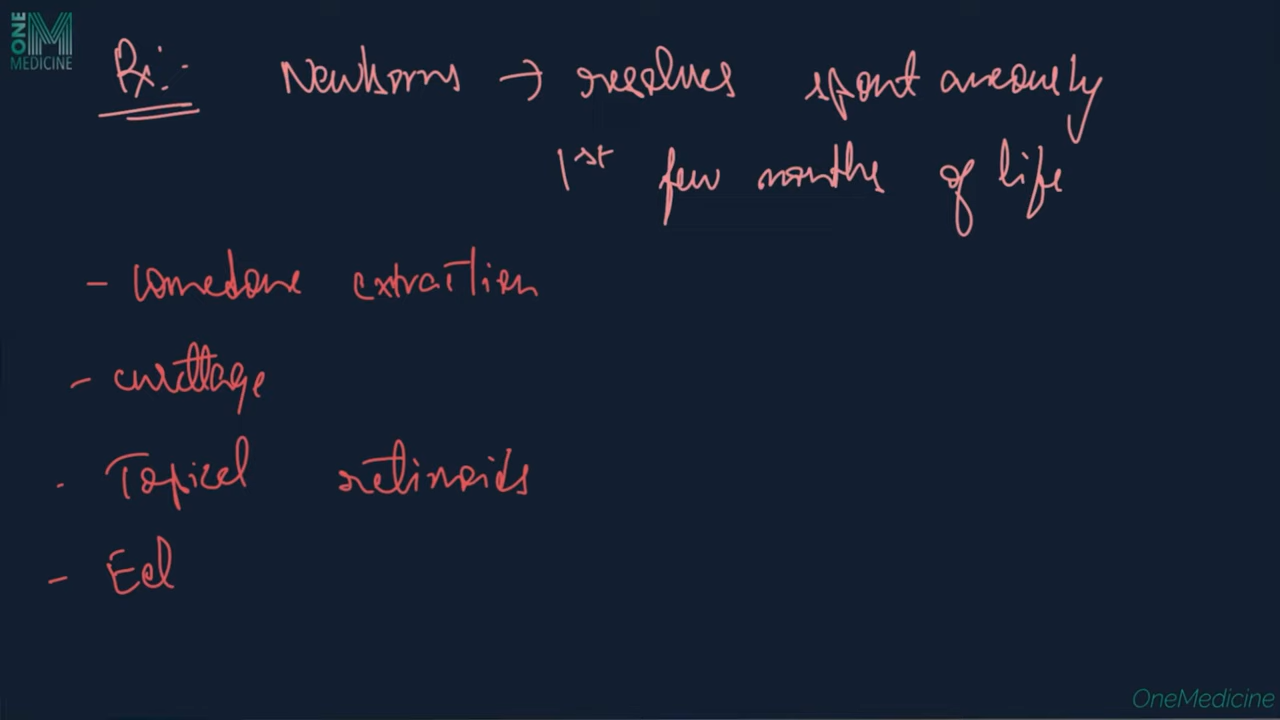 ONE M
MEDICINE
Rx:- Newborns → resolves spontaneously
1st few months of life
- Comedone extraction
- curettage
- Topical retinoids
- Eel
OneMedicine